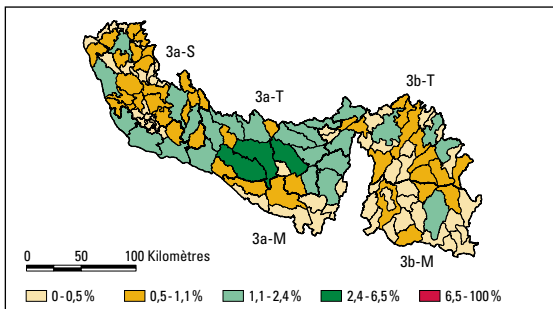 3a-S
3a-T
3b-T
3a-M
3b-M
0 50 100 Kilomètres
0-0,5% 0,5-1,1% 1,1-2,4% 2,4-6,5% 6,5-100%